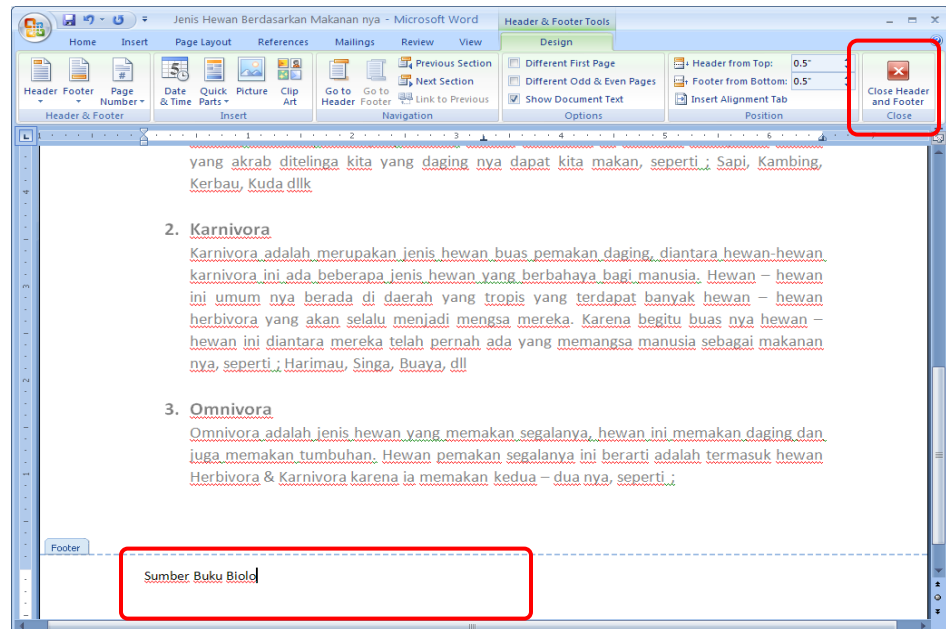 Jenis Hewan Berdasarkan Makanan nya - Microsoft Word
Header & Footer Tools
Home Insert Page Layout References Mailings Review View Design
Header Footer Page Number
Date & Time Quick Parts Picture Clip Art
Go to Header Go to Footer
Previous Section
Next Section
Link to Previous
Different First Page
Different Odd & Even Pages
Show Document Text
Header from Top: 0.5"
Footer from Bottom: 0.5"
Insert Alignment Tab
Close Header and Footer
Header & Footer Insert Navigation Options Position Close
yang akrab ditelinga kita yang daging nya dapat kita makan, seperti ; Sapi, Kambing,
Kerbau, Kuda dllk
2. Karnivora
Karnivora adalah merupakan jenis hewan buas pemakan daging, diantara hewan-hewan
karnivora ini ada beberapa jenis hewan yang berbahaya bagi manusia. Hewan – hewan
ini umum nya berada di daerah yang tropis yang terdapat banyak hewan – hewan
herbivora yang akan selalu menjadi mengsa mereka. Karena begitu buas nya hewan –
hewan ini diantara mereka telah pernah ada yang memangsa manusia sebagai makanan
nya, seperti ; Harimau, Singa, Buaya, dll
3. Omnivora
Omnivora adalah jenis hewan yang memakan segalanya, hewan ini memakan daging dan
juga memakan tumbuhan. Hewan pemakan segalanya ini berarti adalah termasuk hewan
Herbivora & Karnivora karena ia memakan kedua – dua nya, seperti ;
Footer
Sumber Buku Biolo